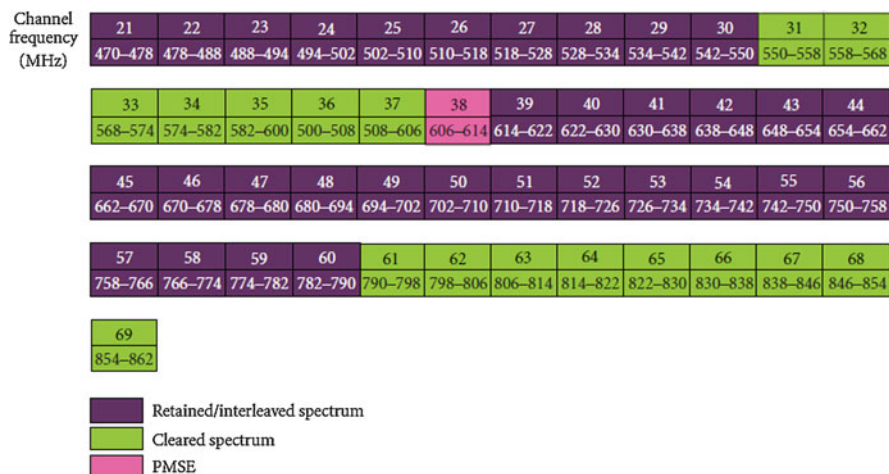 Channel 21 22 23 24 25 26 27 28 29 30 31 32
frequency
(MHz) 470–478 478–488 488–494 494–502 502–510 510–518 518–528 528–534 534–542 542–550 550–558 558–568
33 34 35 36 37 38 39 40 41 42 43 44
568–574 574–582 582–600 500–508 508–606 606–614 614–622 622–630 630–638 638–648 648–654 654–662
45 46 47 48 49 50 51 52 53 54 55 56
662–670 670–678 678–680 680–694 694–702 702–710 710–718 718–726 726–734 734–742 742–750 750–758
57 58 59 60 61 62 63 64 65 66 67 68
758–766 766–774 774–782 782–790 790–798 798–806 806–814 814–822 822–830 830–838 838–846 846–854
69
854–862
Retained/interleaved spectrum
Cleared spectrum
PMSE